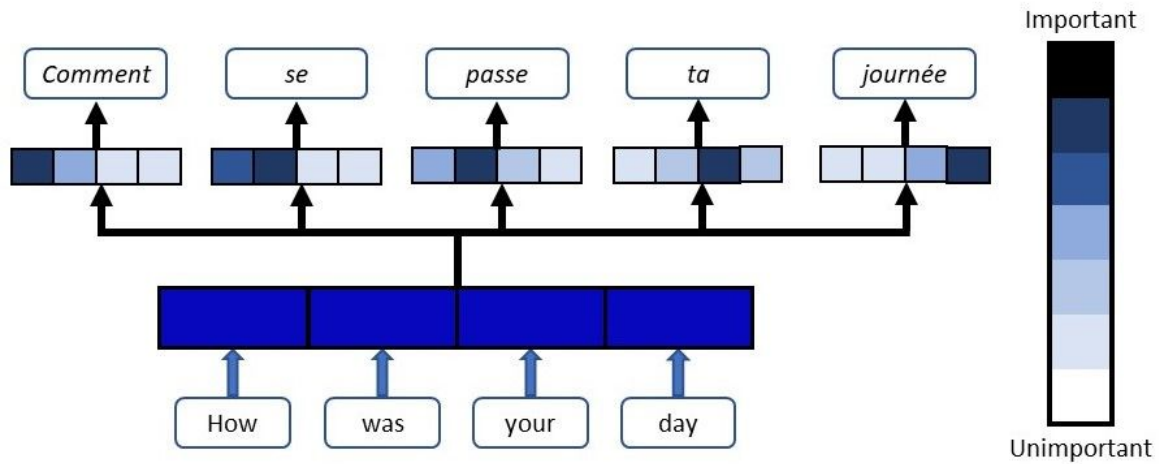 Important
Comment
se
passe
ta
journée
How
was
your
day
Unimportant